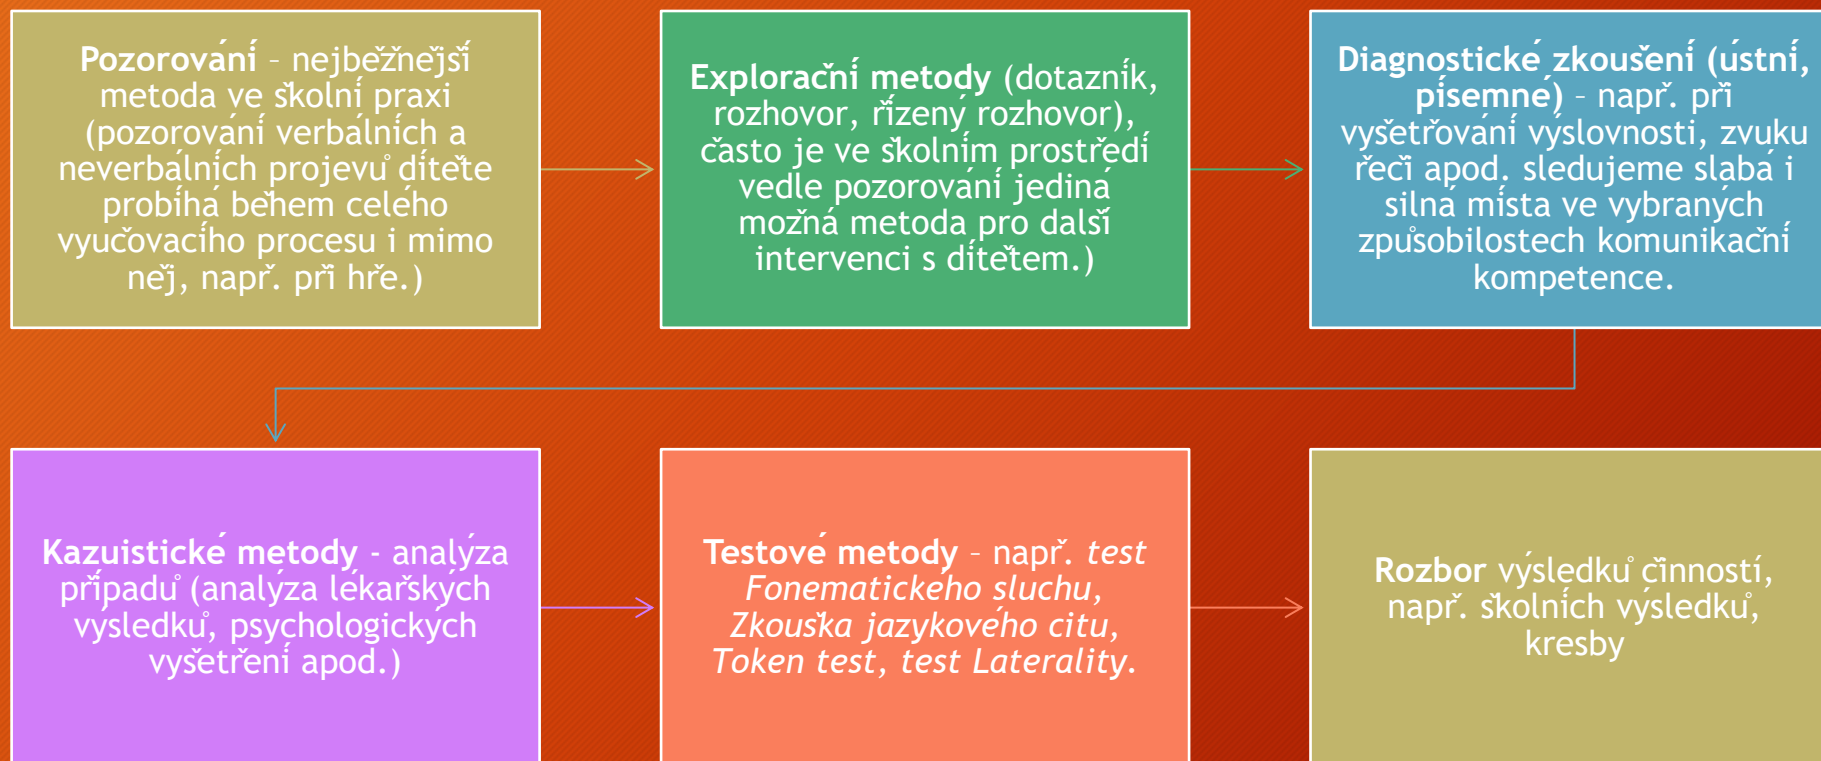 Pozorování – nejběžnější
metoda ve školní praxi
(pozorování verbálních a
neverbálních projevů dítěte
probíhá během celého
vyučovacího procesu i mimo
něj, např. při hře.)
Explorační metody (dotazník,
rozhovor, řízený rozhovor),
často je ve školním prostředí
vedle pozorování jediná
možná metoda pro další
intervenci s dítětem.)
Diagnostické zkoušení (ústní,
písemné) – např. při
vyšetřování výslovnosti, zvuku
řeči apod. sledujeme slabá i
silná místa ve vybraných
způsobilostech komunikační
kompetence.
Kazuistické metody - analýza
případů (analýza lékařských
výsledků, psychologických
vyšetření apod.)
Testové metody – např. test
Fonematického sluchu,
Zkouška jazykového citu,
Token test, test Laterality.
Rozbor výsledků činností,
např. školních výsledků,
kresby